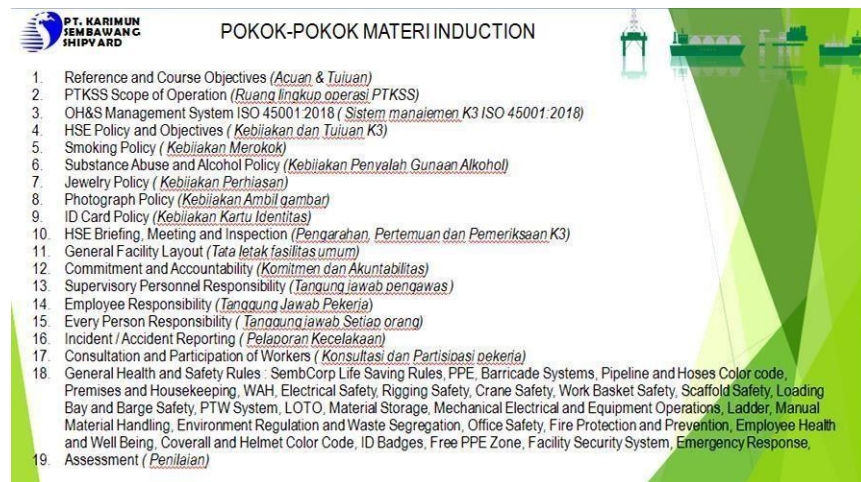 PT. KARIMUN
SEMBAWANG
SHIPYARD
POKOK-POKOK MATERI INDUCTION
1. Reference and Course Objectives (Acuan & Tujuan)
2. PTKSS Scope of Operation (Ruang lingkup operasi PTKSS)
3. OH&S Management System ISO 45001:2018 ( Sistem manajemen K3 ISO 45001:2018)
4. HSE Policy and Objectives ( Kebijakan dan Tujuan K3)
5. Smoking Policy ( Kebijakan Merokok)
6. Substance Abuse and Alcohol Policy (Kebijakan Penyalah Gunaan Alkohol)
7. Jewelry Policy ( Kebijakan Perhiasan)
8. Photograph Policy (Kebijakan Ambil gambar)
9. ID Card Policy (Kebijakan Kartu Identitas)
10. HSE Briefing, Meeting and Inspection (Pengarahan, Pertemuan dan Pemeriksaan K3)
11. General Facility Layout (Tata letak fasilitas umum)
12. Commitment and Accountability (Komitmen dan Akuntabilitas)
13. Supervisory Personnel Responsibility (Tangung jawab pengawas )
14. Employee Responsibility (Tanggung Jawab Pekerja)
15. Every Person Responsibility ( Tanggung jawab Setiap orang)
16. Incident / Accident Reporting ( Pelaporan Kecelakaan)
17. Consultation and Participation of Workers ( Konsultasi dan Partisipasi pekerja)
18. General Health and Safety Rules : SembCorp Life Saving Rules, PPE, Barricade Systems, Pipeline and Hoses Color code,
Premises and Housekeeping, WAH, Electrical Safety, Rigging Safety, Crane Safety, Work Basket Safety, Scaffold Safety, Loading
Bay and Barge Safety, PTW System, LOTO, Material Storage, Mechanical Electrical and Equipment Operations, Ladder, Manual
Material Handling, Environment Regulation and Waste Segregation, Office Safety, Fire Protection and Prevention, Employee Health
and Well Being, Coverall and Helmet Color Code, ID Badges, Free PPE Zone, Facility Security System, Emergency Response,
19. Assessment ( Penilaian)